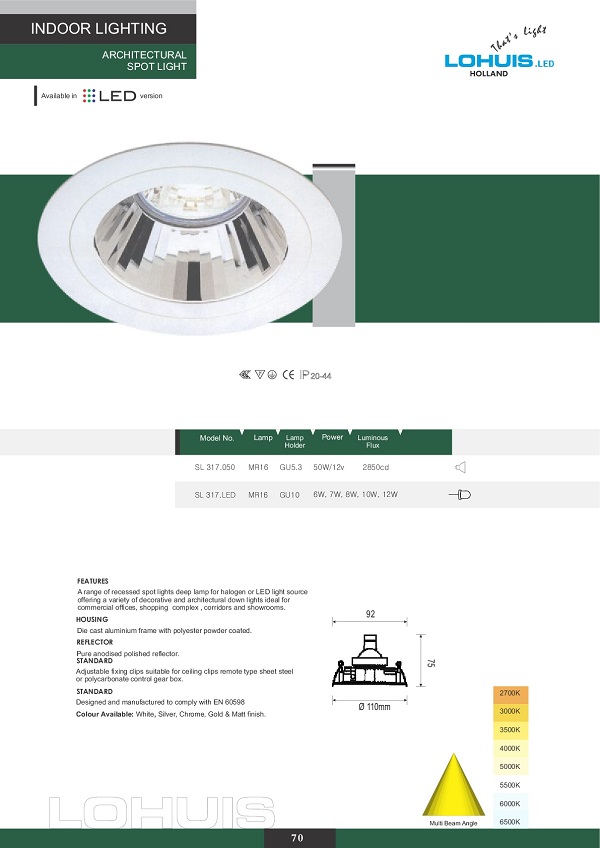 INDOOR LIGHTING
ARCHITECTURAL
SPOT LIGHT
That's light
LOHUIS.LED
HOLLAND
Available in LED version
CE IP20-44
Model No. Lamp Lamp Holder Power Luminous Flux
SL 317.050 MR16 GU5.3 50W/12v 2850cd
SL 317.LED MR16 GU10 6W, 7W, 8W, 10W, 12W
FEATURES
A range of recessed spot lights deep lamp for halogen or LED light source
offering a variety of decorative and architectural down lights ideal for
commercial offices, shopping complex , corridors and showrooms.
HOUSING
Die cast aluminium frame with polyester powder coated.
REFLECTOR
Pure anodised polished reflector.
STANDARD
Adjustable fixing clips suitable for ceiling clips remote type sheet steel
or polycarbonate control gear box.
STANDARD
Designed and manufactured to comply with EN 60598
Colour Available: White, Silver, Chrome, Gold & Matt finish.
92
75
Ø 110mm
2700K
3000K
3500K
4000K
5000K
5500K
6000K
6500K
Multi Beam Angle
LOHUIS
70